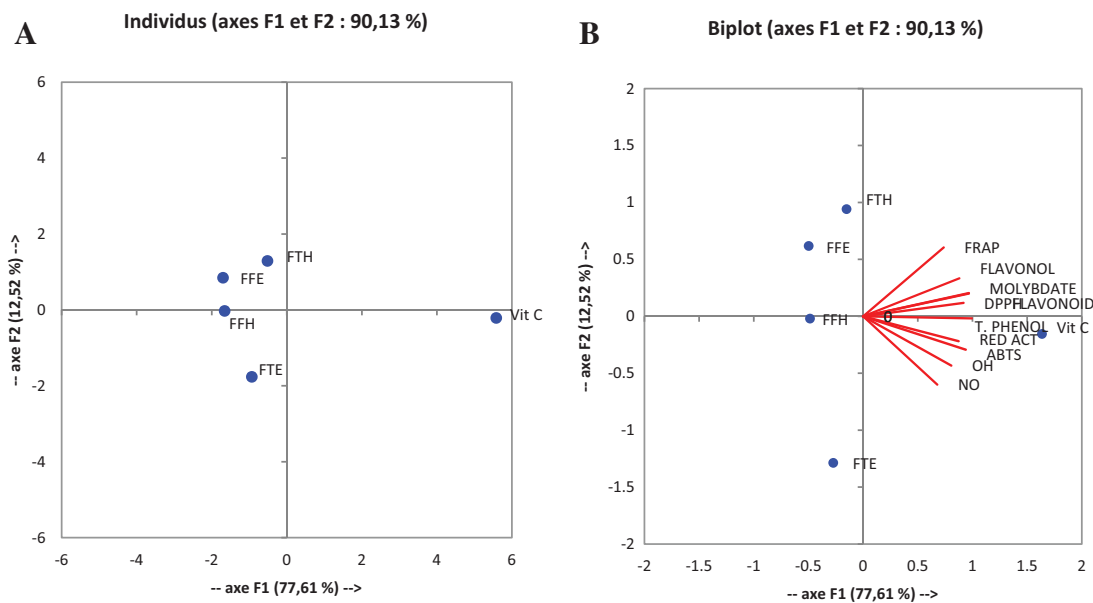 A
Individus (axes F1 et F2 : 90,13 %)
6
4
2
0
-2
-4
-6
-- axe F2 (12,52 %) -->
FTH
FFE
FFH
FTE
Vit C
-6
-4
-2
0
2
4
6
-- axe F1 (77,61 %) -->
B
Biplot (axes F1 et F2 : 90,13 %)
2
1.5
1
0.5
0
-0.5
-1
-1.5
-2
-- axe F2 (12,52 %) -->
FTH
FFE
FFH
FTE
FRAP
FLAVONOL
MOLYBDATE
DPPH
FLAVONOID
0
T. PHENOL
Vit C
RED ACT
ABTS
OH
NO
-2
-1.5
-1
-0.5
0
0.5
1
1.5
2
-- axe F1 (77,61 %) -->